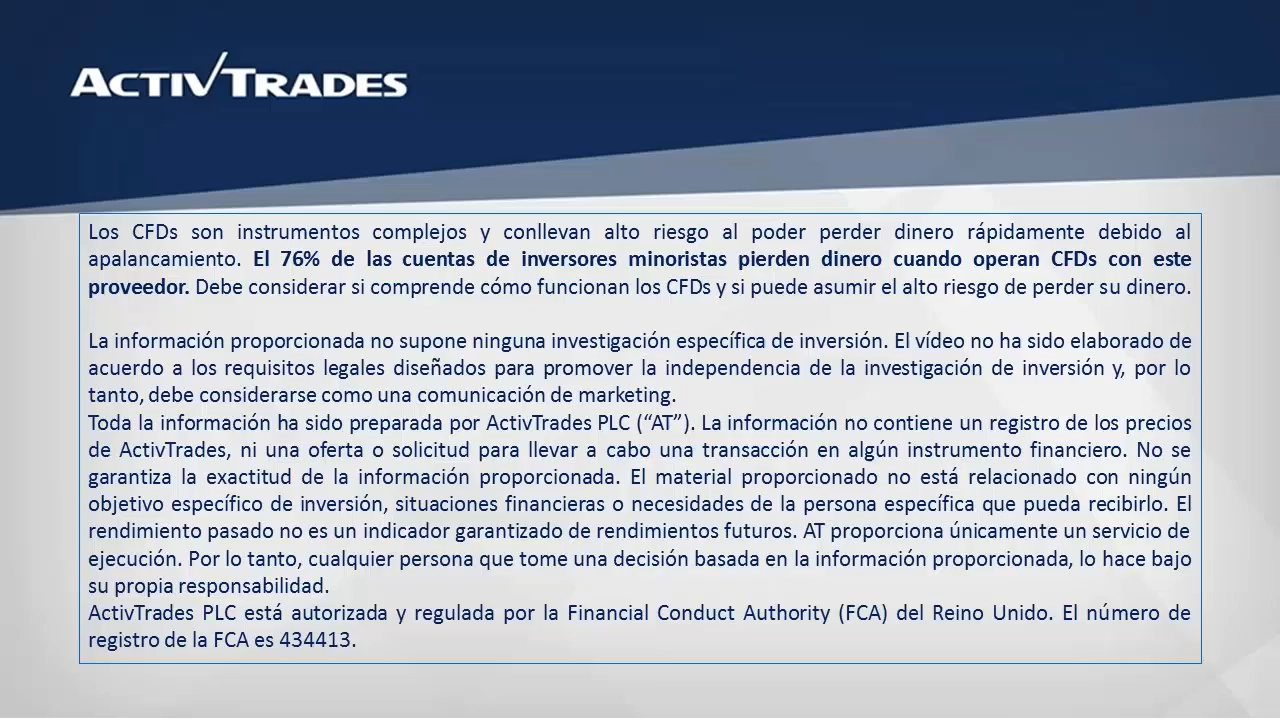 ACTIVTRADES
Los CFDs son instrumentos complejos y conllevan alto riesgo al poder perder dinero rápidamente debido al
apalancamiento. El 76% de las cuentas de inversores minoristas pierden dinero cuando operan CFDs con este
proveedor. Debe considerar si comprende cómo funcionan los CFDs y si puede asumir el alto riesgo de perder su dinero.
La información proporcionada no supone ninguna investigación específica de inversión. El vídeo no ha sido elaborado de
acuerdo a los requisitos legales diseñados para promover la independencia de la investigación de inversión y, por lo
tanto, debe considerarse como una comunicación de marketing.
Toda la información ha sido preparada por ActivTrades PLC (“AT”). La información no contiene un registro de los precios
de ActivTrades, ni una oferta o solicitud para llevar a cabo una transacción en algún instrumento financiero. No se
garantiza la exactitud de la información proporcionada. El material proporcionado no está relacionado con ningún
objetivo específico de inversión, situaciones financieras o necesidades de la persona específica que pueda recibirlo. El
rendimiento pasado no es un indicador garantizado de rendimientos futuros. AT proporciona únicamente un servicio de
ejecución. Por lo tanto, cualquier persona que tome una decisión basada en la información proporcionada, lo hace bajo
su propia responsabilidad.
ActivTrades PLC está autorizada y regulada por la Financial Conduct Authority (FCA) del Reino Unido. El número de
registro de la FCA es 434413.